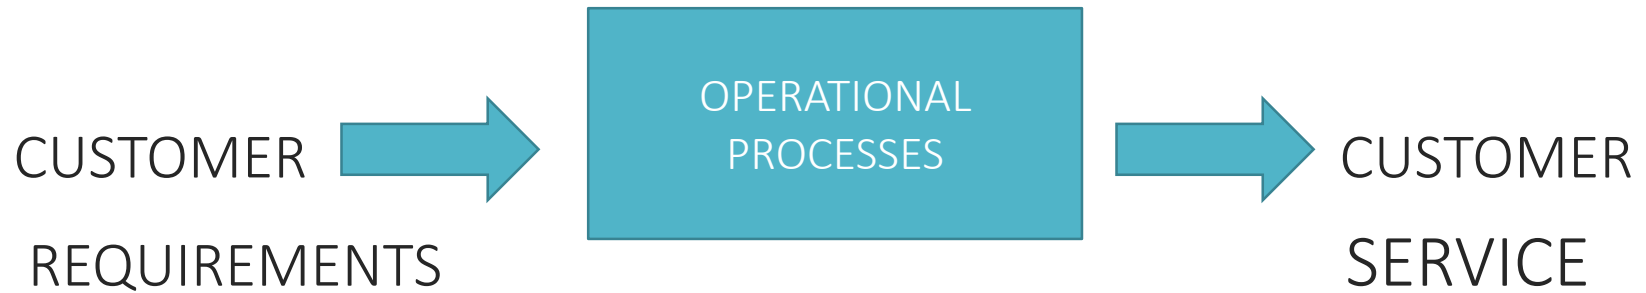 CUSTOMER
REQUIREMENTS
OPERATIONAL
PROCESSES
CUSTOMER
SERVICE